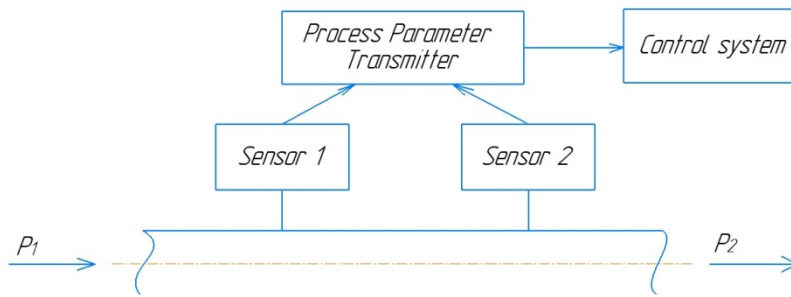 Process Parameter
Transmitter
Control system
Sensor 1
Sensor 2
P1
P2